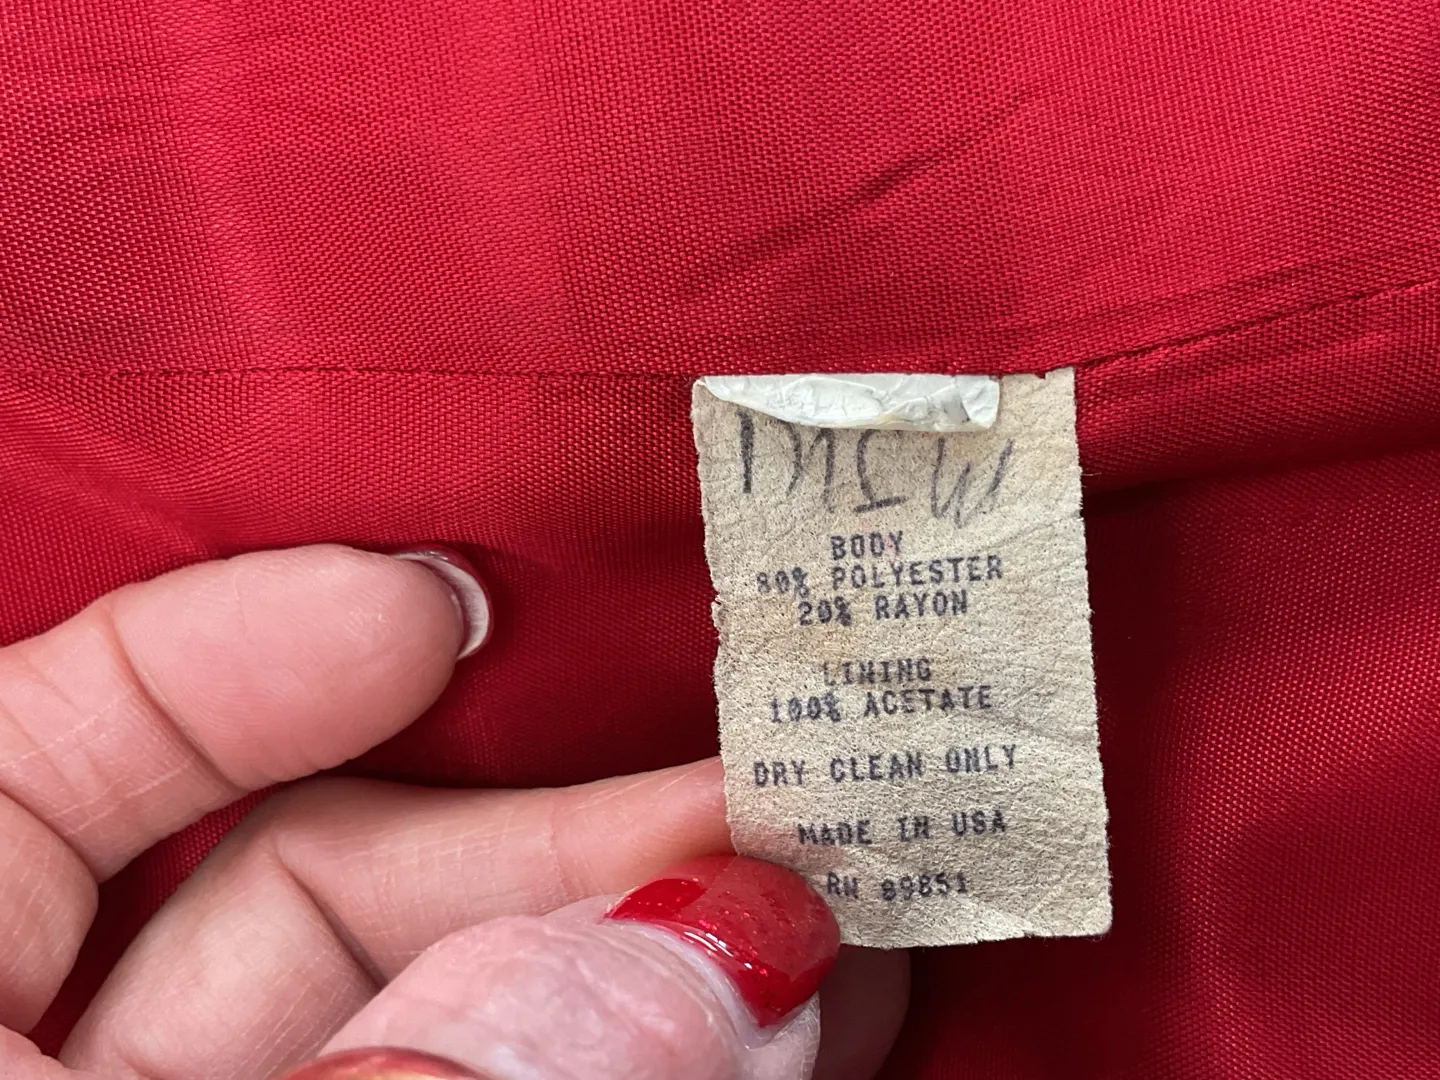 BODY
80% POLYESTER
20% RAYON
LINING
100% ACETATE
DRY CLEAN ONLY
MADE IN USA
RN 89851